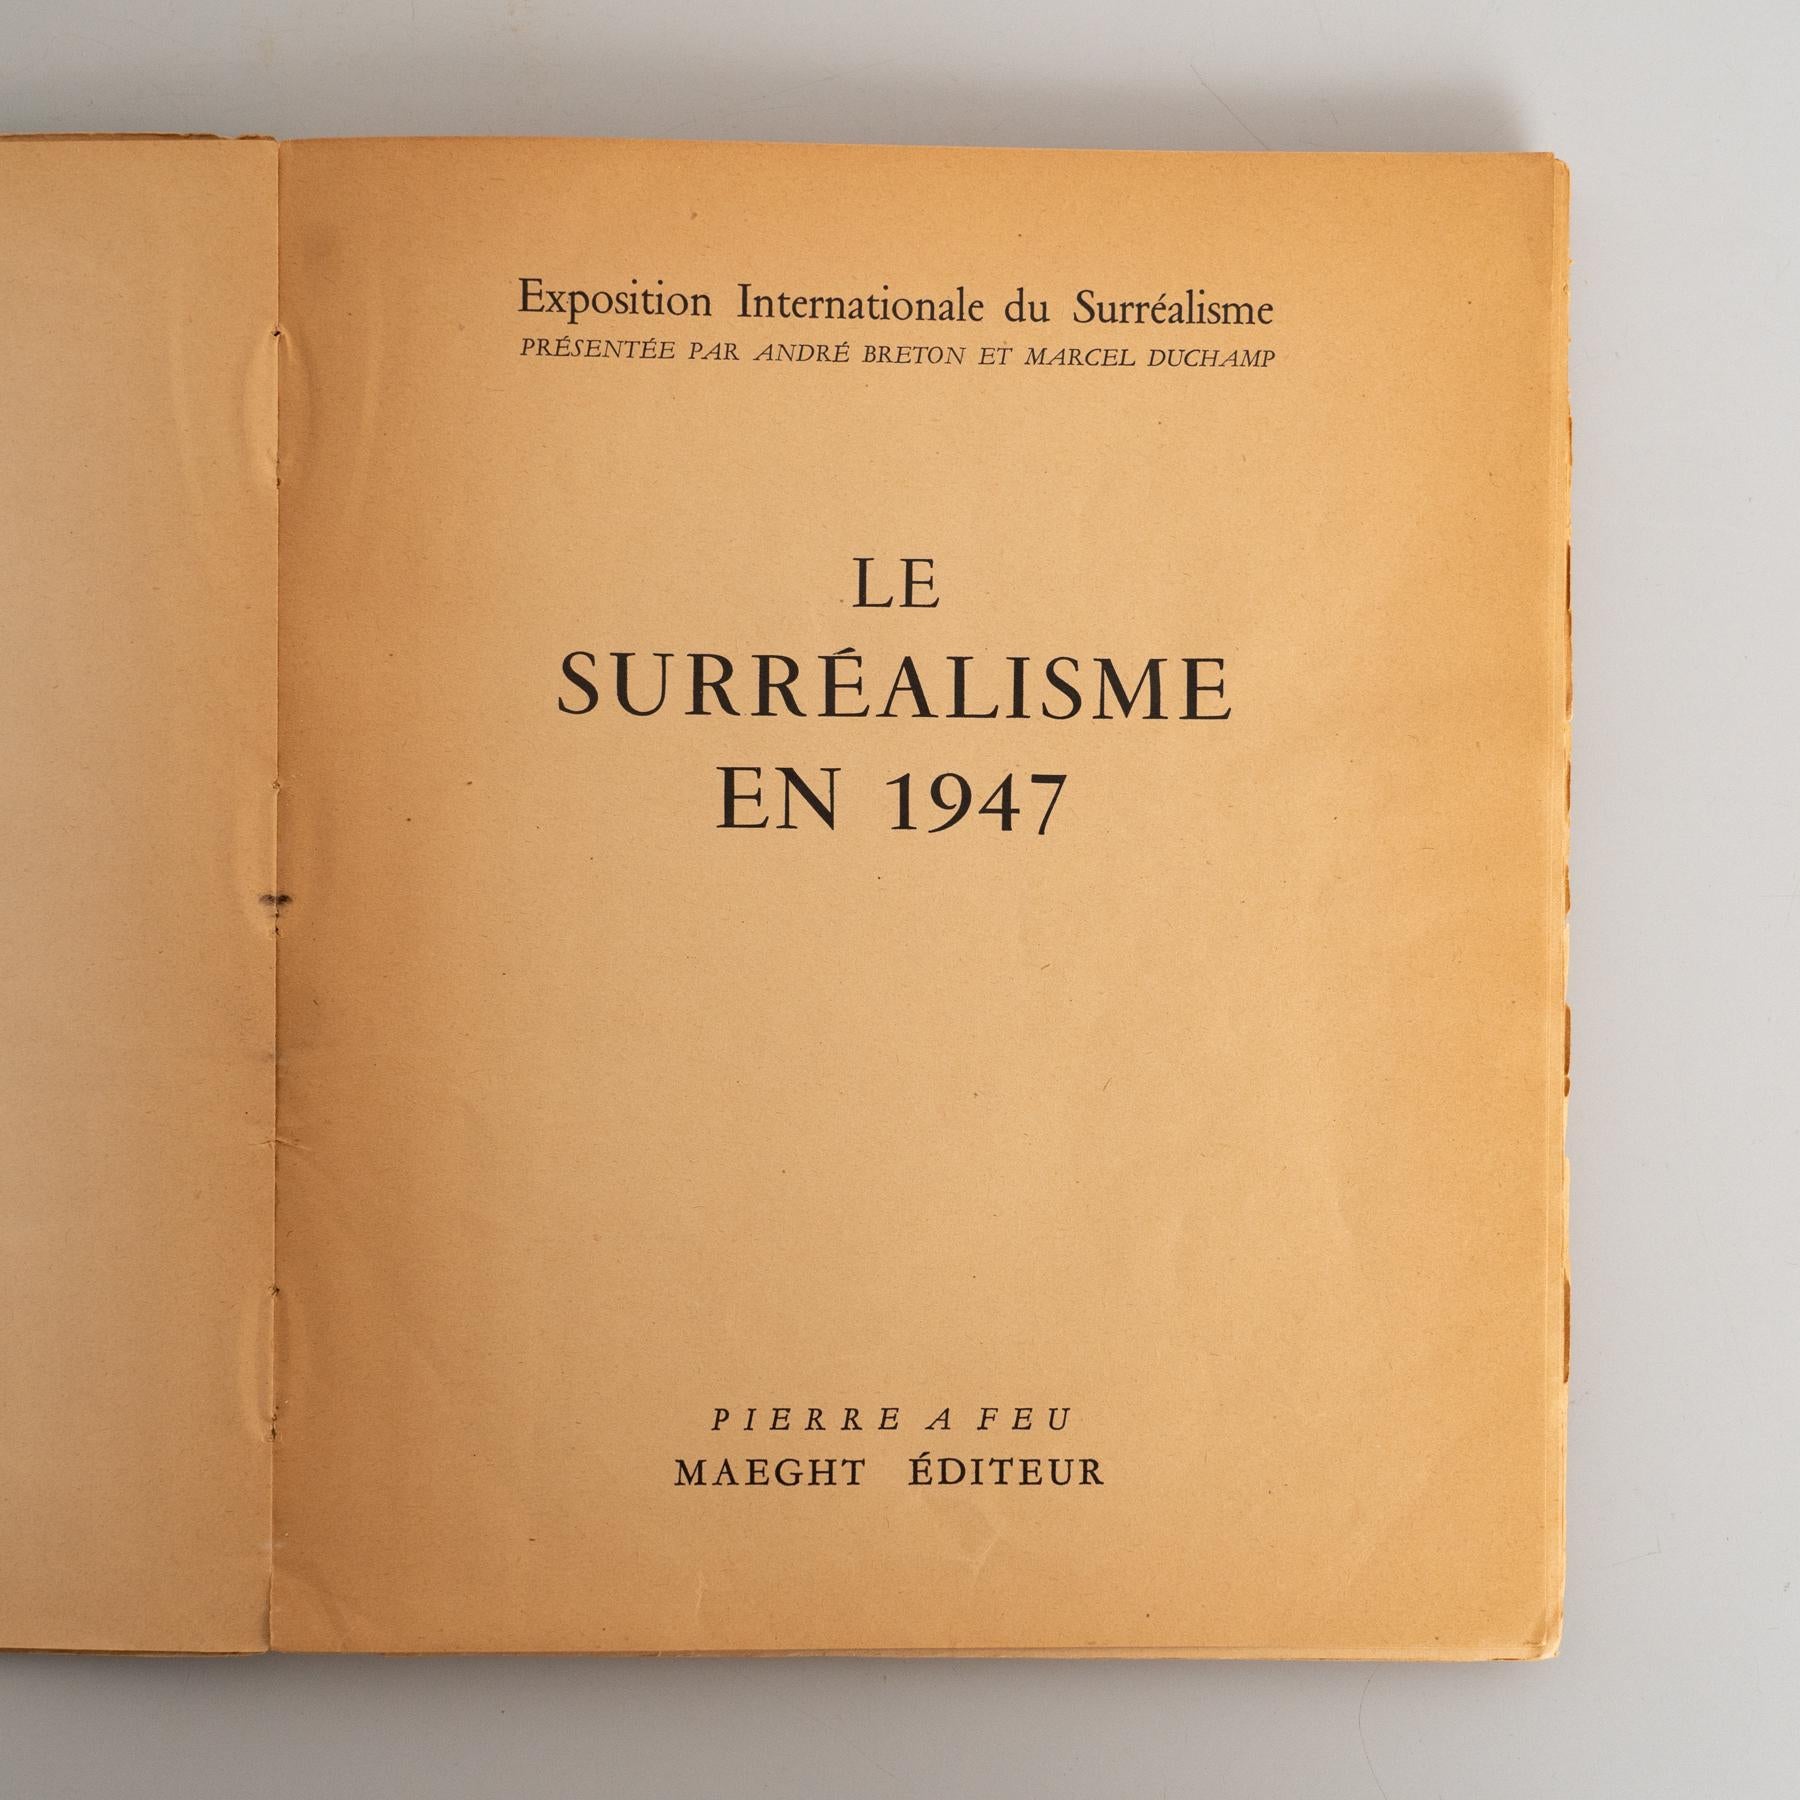 Exposition Internationale du Surréalisme
PRÉSENTÉE PAR ANDRÉ BRETON ET MARCEL DUCHAMP
LE
SURRÉALISME
EN 1947
PIERRE A FEU
MAEGHT ÉDITEUR